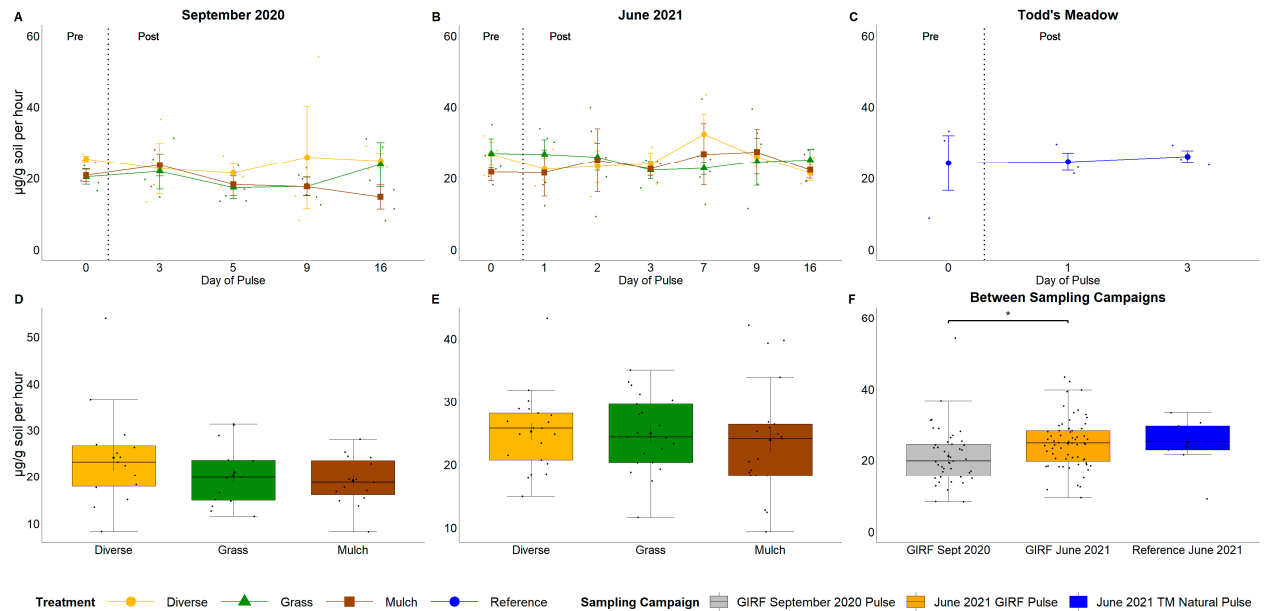 A September 2020
µg/g soil per hour
60
40
20
0
Pre Post
0 3 5 9 16
Day of Pulse
B June 2021
60
40
20
0
Pre Post
0 1 2 3 7 9 16
Day of Pulse
C Todd's Meadow
60
40
20
0
Pre Post
0 1 3
Day of Pulse
D
µg/g soil per hour
50
40
30
20
10
Diverse Grass Mulch
E
40
30
20
10
Diverse Grass Mulch
F Between Sampling Campaigns
60
40
20
0
*
GIRF Sept 2020 GIRF June 2021 Reference June 2021
Treatment Diverse Grass Mulch Reference Sampling Campaign GIRF September 2020 Pulse June 2021 GIRF Pulse June 2021 TM Natural Pulse